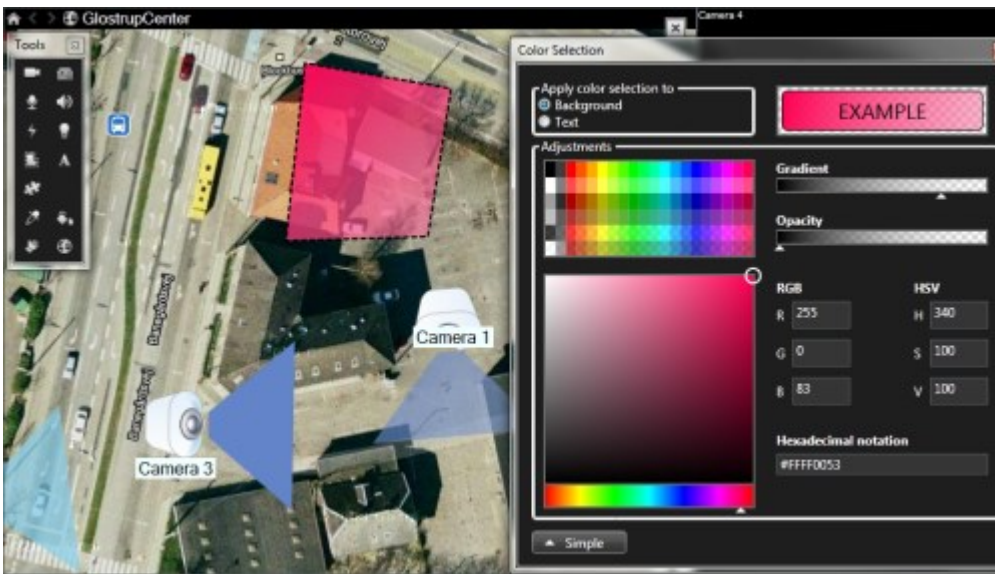 GlostrupCenter
Camera 4
Tools
Color Selection
Apply color selection to
Background
Text
EXAMPLE
Adjustments
Gradient
Opacity
RGB
HSV
R 255
H 340
G 0
S 100
B 83
V 100
Hexadecimal notation
#FFFF0053
Simple
A
Camera 1
Camera 3